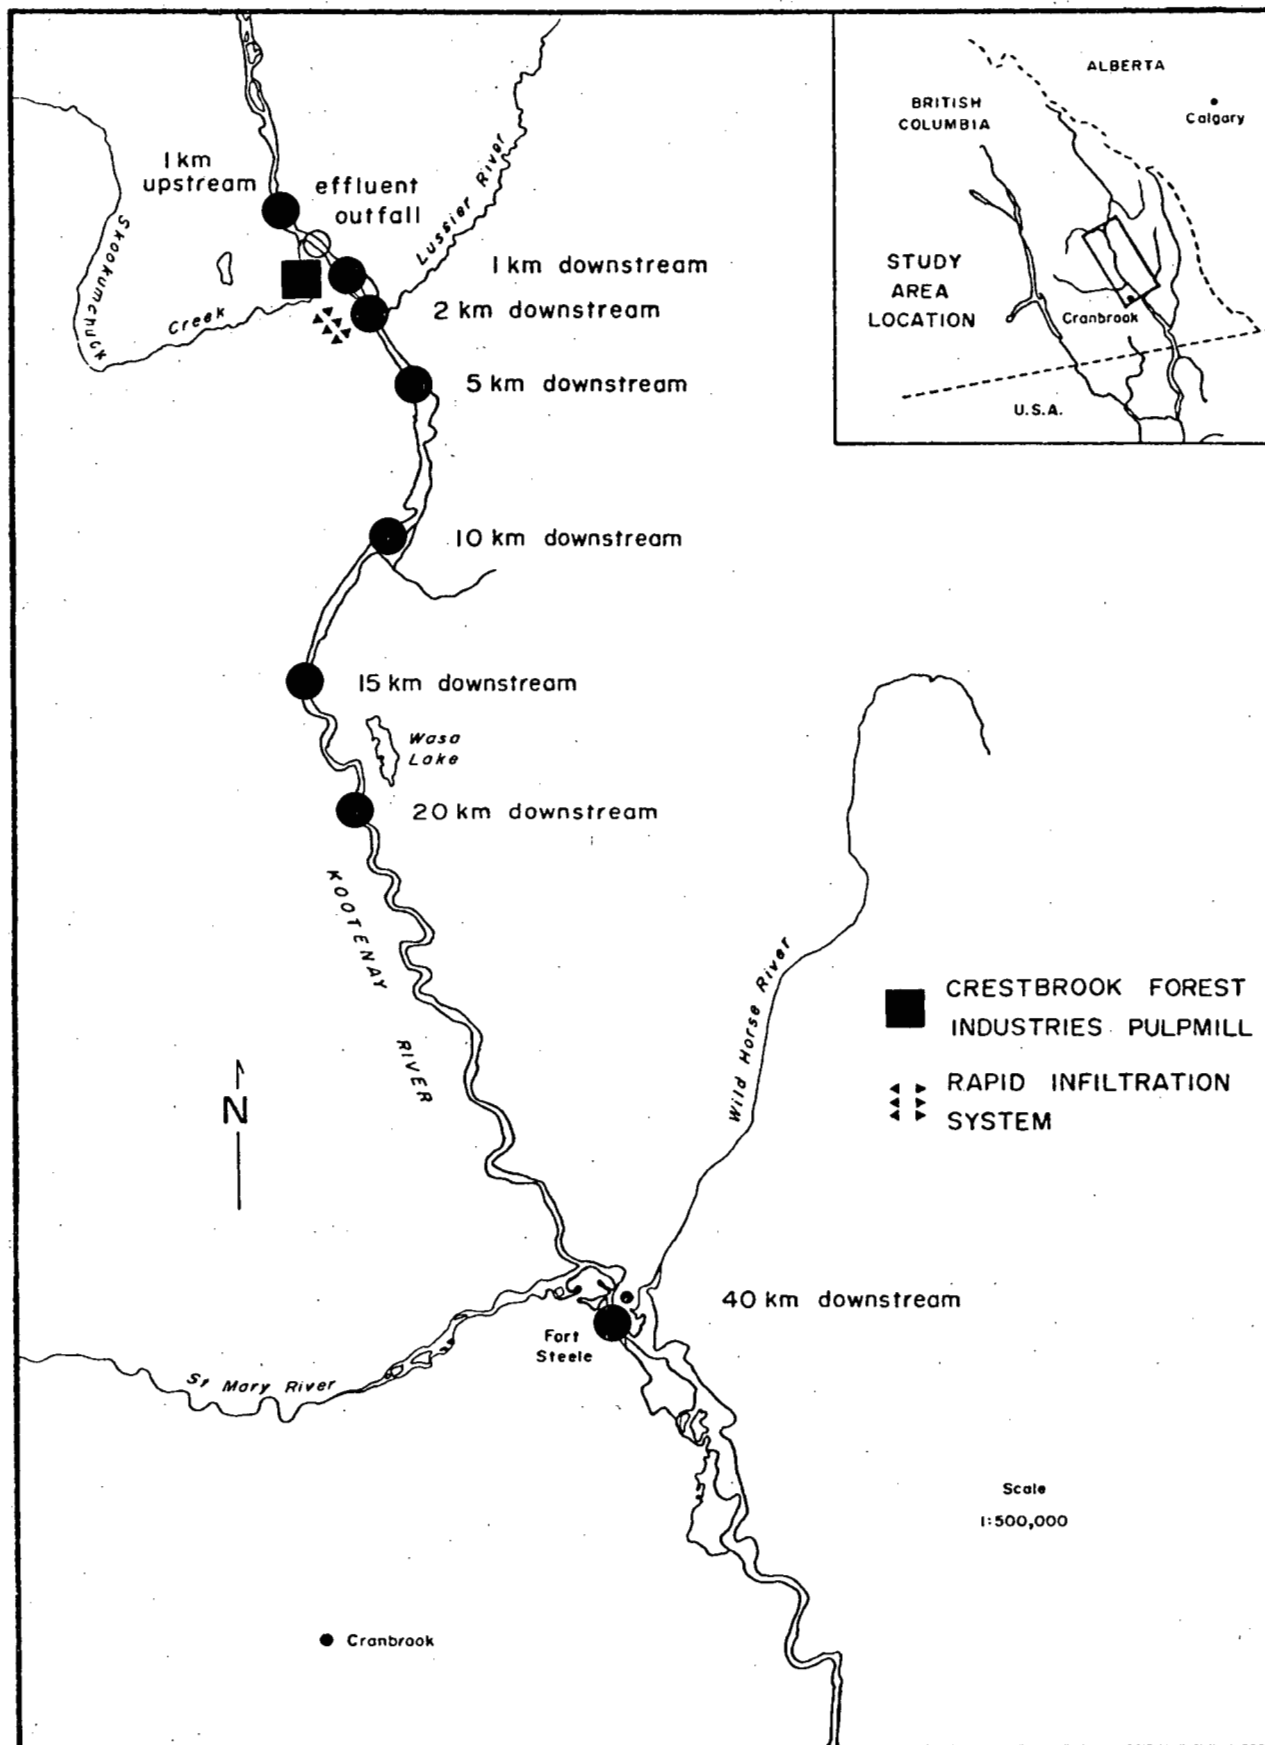 ALBERTA
BRITISH
COLUMBIA
Calgary
STUDY
AREA
LOCATION
Cranbrook
U.S.A.
1 km
upstream
effluent
outfall
Lussier River
Skookumchuck
Creek
1 km downstream
2 km downstream
5 km downstream
10 km downstream
15 km downstream
Wasa
Lake
20 km downstream
KOOTENAY
RIVER
Wild Horse River
CRESTBROOK FOREST
INDUSTRIES PULPMILL
RAPID INFILTRATION
SYSTEM
N
40 km downstream
Fort
Steele
St Mary River
Scale
1:500,000
Cranbrook